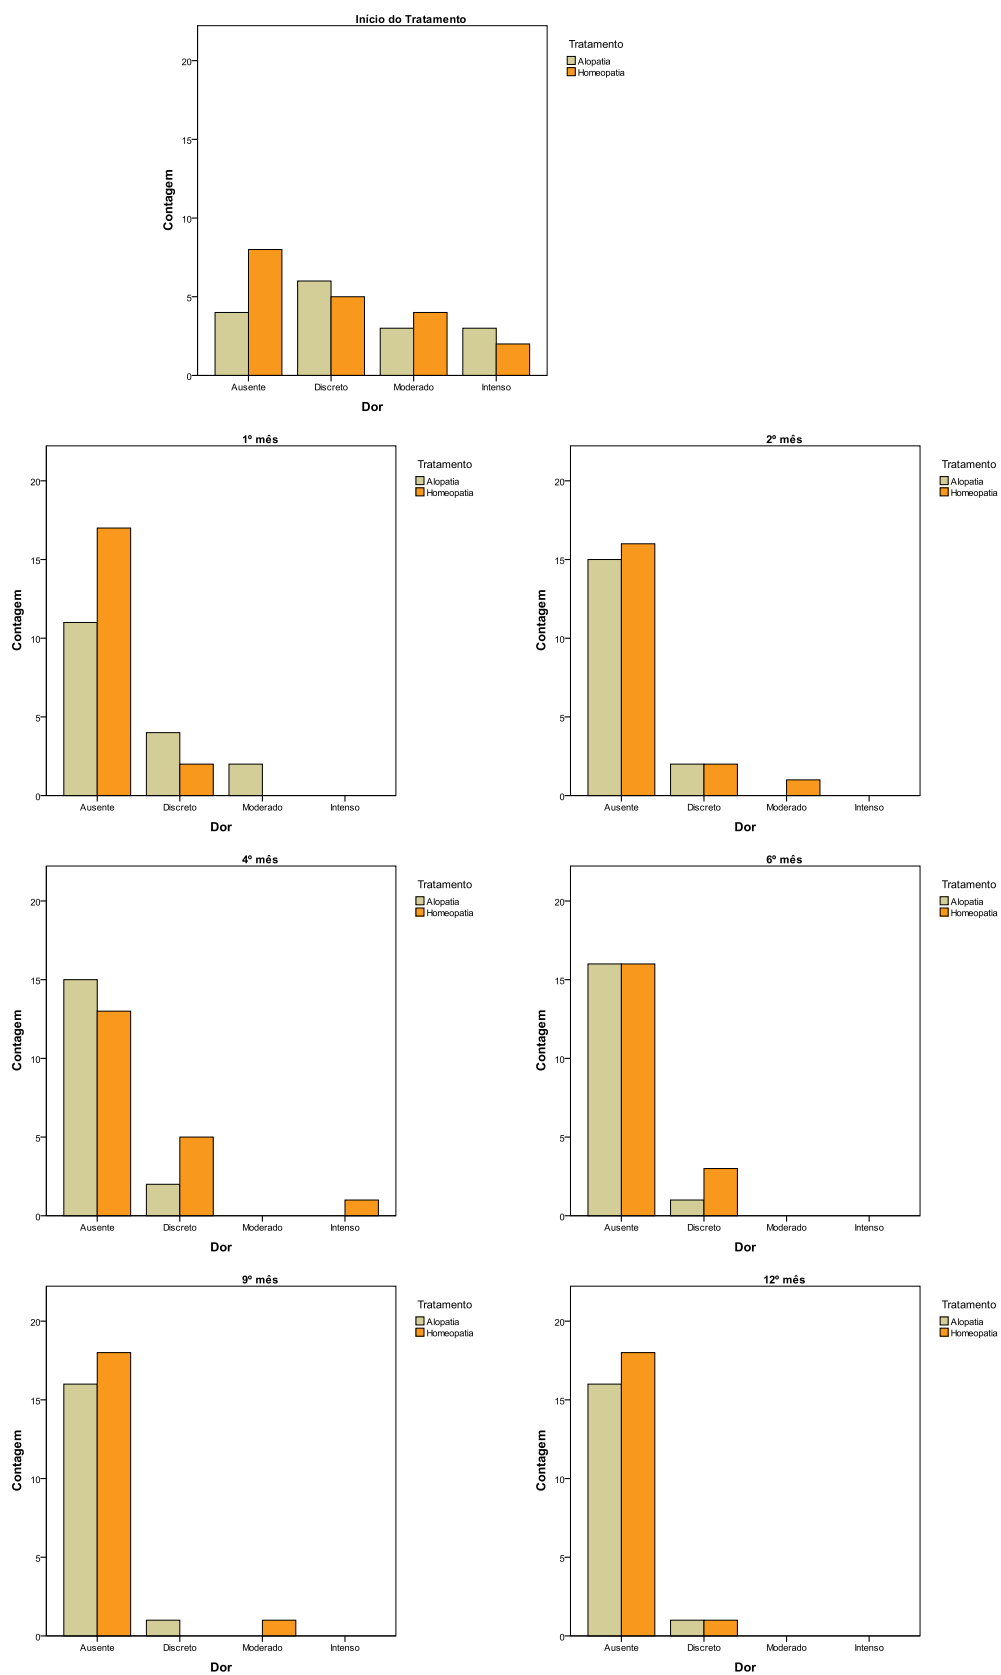 Início do Tratamento
Tratamento
Alopatia
Homeopatia
20
15
10
5
0
Contagem
Ausente Discreto Moderado Intenso
Dor
1º mês
Tratamento
Alopatia
Homeopatia
20
15
10
5
0
Contagem
Ausente Discreto Moderado Intenso
Dor
2º mês
Tratamento
Alopatia
Homeopatia
20
15
10
5
0
Contagem
Ausente Discreto Moderado Intenso
Dor
4º mês
Tratamento
Alopatia
Homeopatia
20
15
10
5
0
Contagem
Ausente Discreto Moderado Intenso
Dor
6º mês
Tratamento
Alopatia
Homeopatia
20
15
10
5
0
Contagem
Ausente Discreto Moderado Intenso
Dor
9º mês
Tratamento
Alopatia
Homeopatia
20
15
10
5
0
Contagem
Ausente Discreto Moderado Intenso
Dor
12º mês
Tratamento
Alopatia
Homeopatia
20
15
10
5
0
Contagem
Ausente Discreto Moderado Intenso
Dor